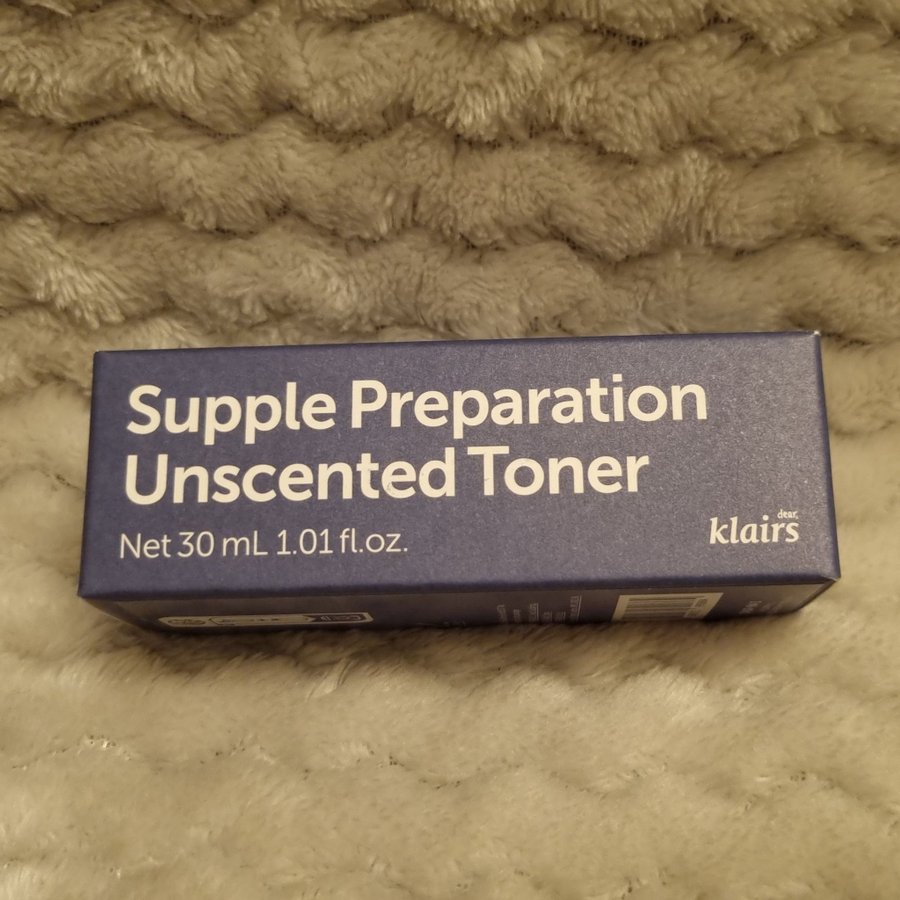 Supple Preparation
Unscented Toner
Net 30 mL 1.01 fl.oz.
dear,
klairs